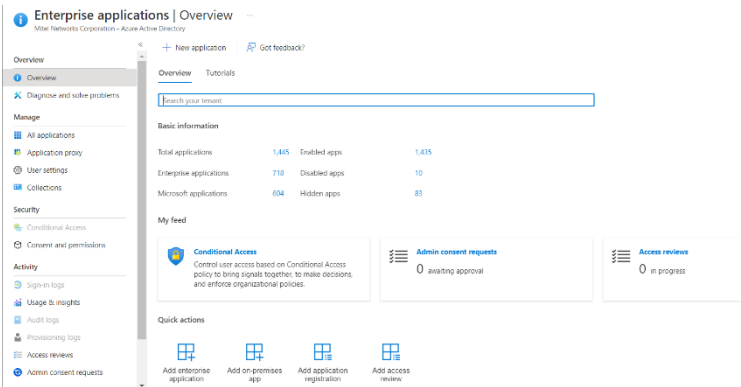 Enterprise applications | Overview ...
Mitel Networks Corporation - Azure Active Directory
«
Overview
Overview
Diagnose and solve problems
Manage
All applications
Application proxy
User settings
Collections
Security
Conditional Access
Consent and permissions
Activity
Sign-in logs
Usage & insights
Audit logs
Provisioning logs
Access reviews
Admin consent requests
New application Got feedback?
Overview Tutorials
Search your tenant
Basic information
Total applications 1,445 Enabled apps 1,435
Enterprise applications 718 Disabled apps 10
Microsoft applications 604 Hidden apps 83
My feed
Conditional Access
Control user access based on Conditional Access
policy to bring signals together, to make decisions,
and enforce organizational policies.
Admin consent requests
0 awaiting approval
Access reviews
0 in progress
Quick actions
Add enterprise
application
Add on-premises
app
Add application
registration
Add access
review